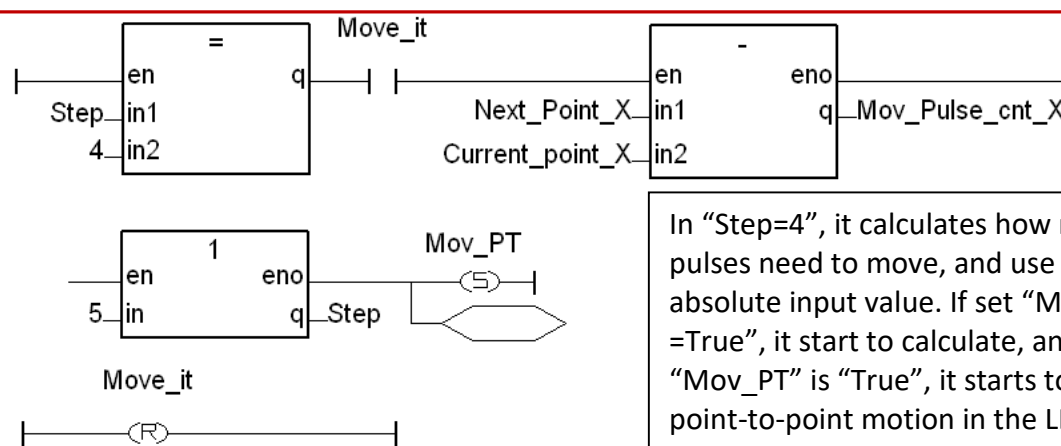 Move_it
=
en q
Step in1
4 in2
-
en eno
Next_Point_X in1 q Mov_Pulse_cnt_X
Current_point_X in2
1
en eno
5 in q Step
Mov_PT
S
Move_it
R
In “Step=4”, it calculates how
pulses need to move, and use
absolute input value. If set
=True”, it start to calculate,
“Mov_PT” is “True”, it starts
point-to-point motion in the